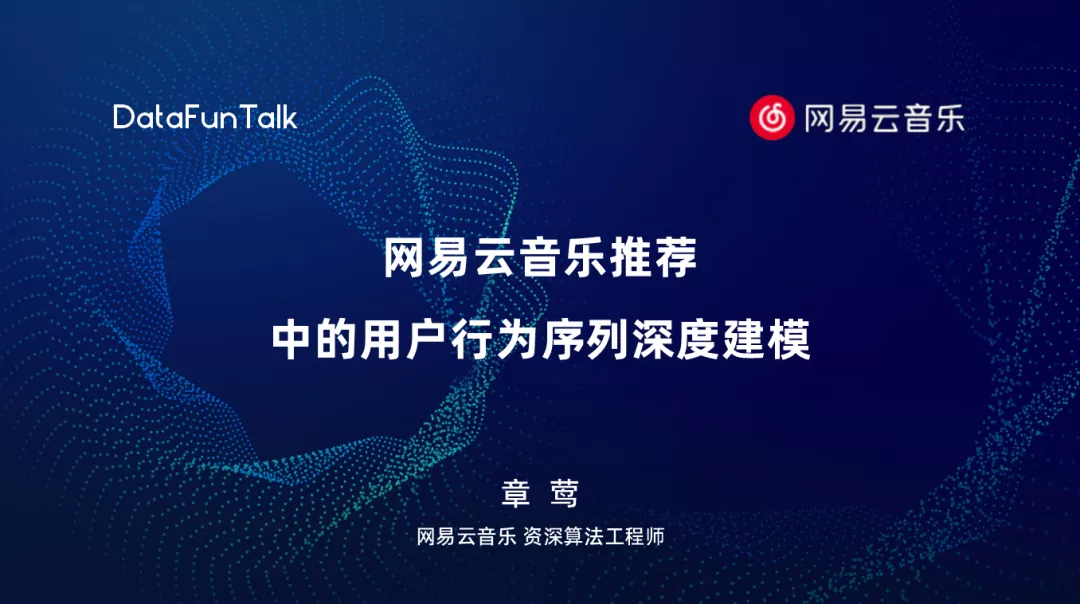 DataFunTalk
网易云音乐
网易云音乐推荐
中的用户行为序列深度建模
章 莺
网易云音乐 资深算法工程师